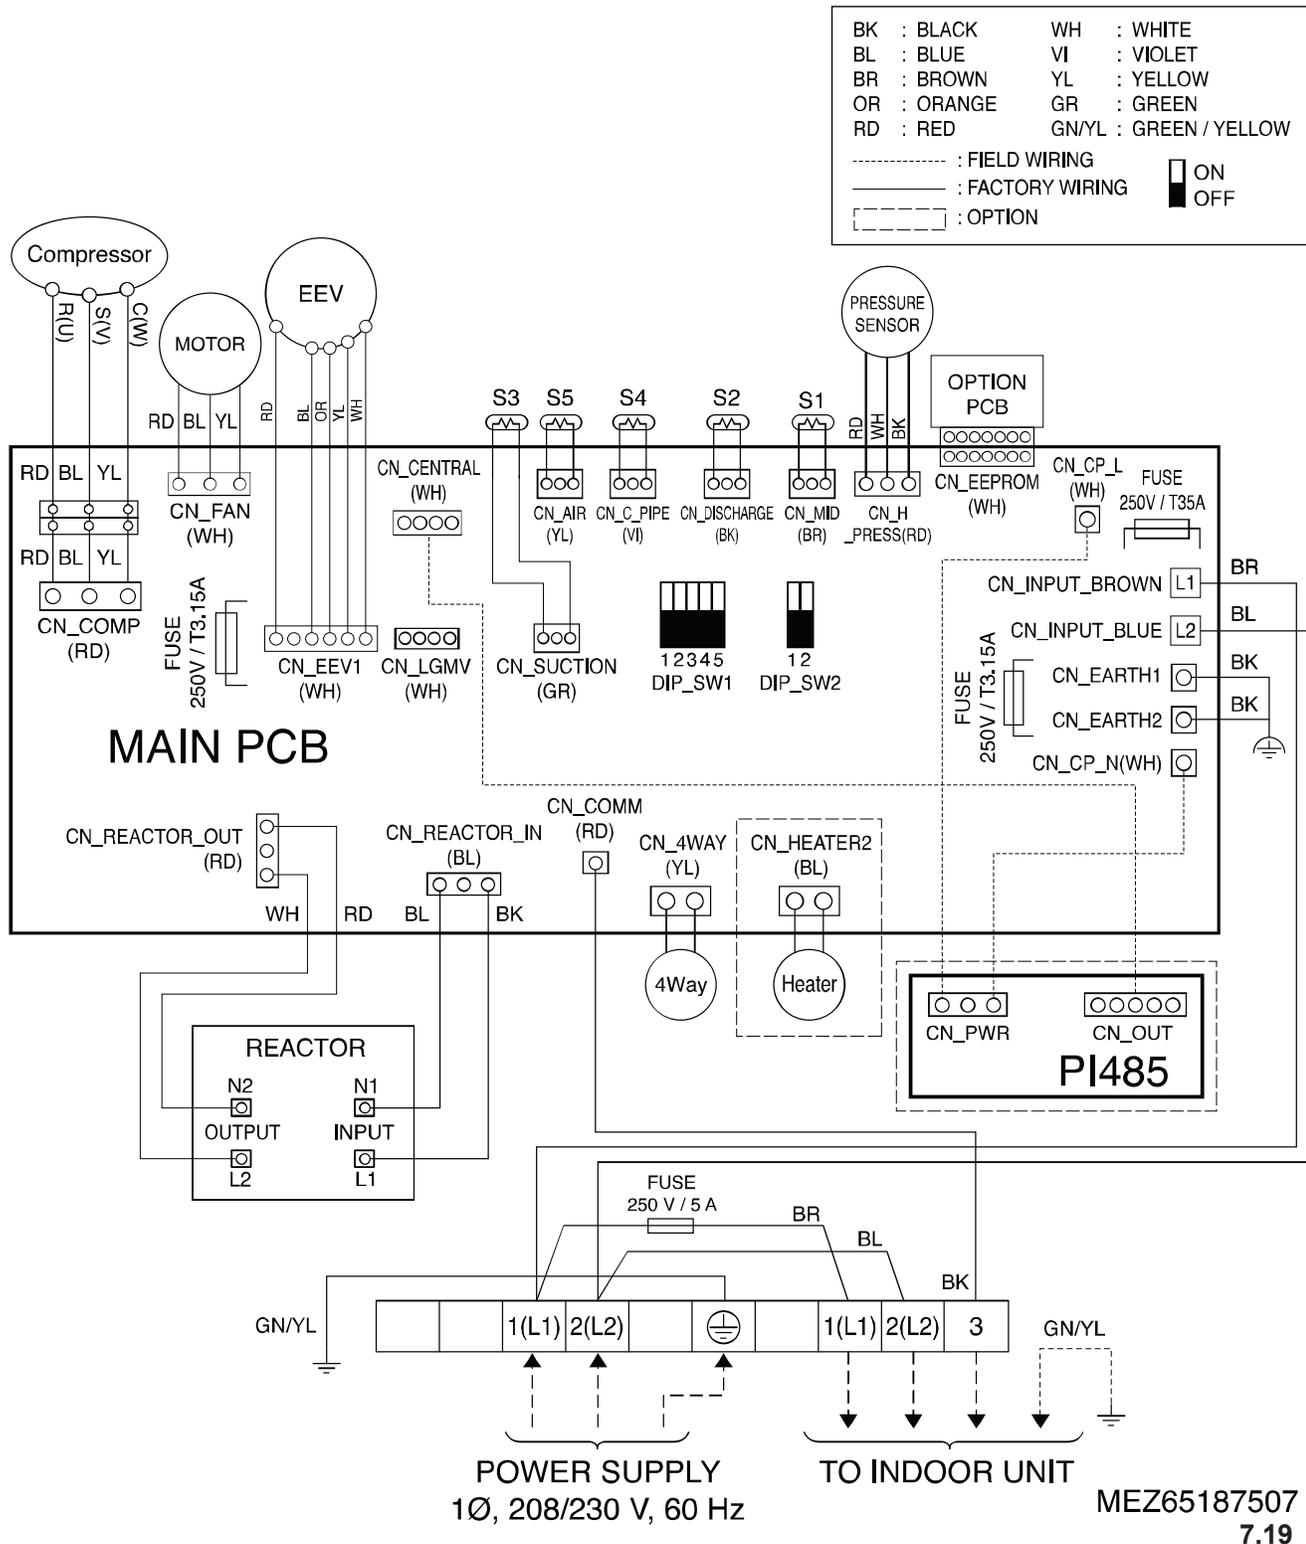 BK : BLACK WH : WHITE
BL : BLUE VI : VIOLET
BR : BROWN YL : YELLOW
OR : ORANGE GR : GREEN
RD : RED GN/YL : GREEN / YELLOW
: FIELD WIRING
: FACTORY WIRING
: OPTION
ON
OFF
Compressor
R(U)
S(V)
C(W)
MOTOR
EEV
PRESSURE
SENSOR
OPTION
PCB
RD BL YL
RD
BL
OR
YL
WH
S3 S5 S4 S2 S1
RD
WH
BK
RD BL YL
RD BL YL
CN_COMP
(RD)
CN_FAN
(WH)
FUSE
250V / T3.15A
CN_EEV1
(WH)
CN_CENTRAL
(WH)
CN_LGMV
(WH)
CN_SUCTION
(GR)
CN_AIR
(YL)
CN_C_PIPE
(VI)
CN_DISCHARGE
(BK)
CN_MID
(BR)
CN_H
_PRESS(RD)
CN_EEPROM
(WH)
CN_CP_L
(WH)
FUSE
250V / T35A
12345
DIP_SW1
12
DIP_SW2
CN_INPUT_BROWN L1
BR
CN_INPUT_BLUE L2
BL
FUSE
250V / T3.15A
CN_EARTH1
BK
CN_EARTH2
BK
CN_CP_N(WH)
MAIN PCB
CN_REACTOR_OUT
(RD)
WH RD
CN_REACTOR_IN
(BL)
BL BK
CN_COMM
(RD)
CN_4WAY
(YL)
4Way
CN_HEATER2
(BL)
Heater
CN_PWR
CN_OUT
PI485
REACTOR
N2 N1
OUTPUT INPUT
L2 L1
FUSE
250 V / 5 A
BR
BL
BK
GN/YL
1(L1) 2(L2) 1(L1) 2(L2) 3
GN/YL
POWER SUPPLY
1Ø, 208/230 V, 60 Hz
TO INDOOR UNIT
MEZ65187507
7.19